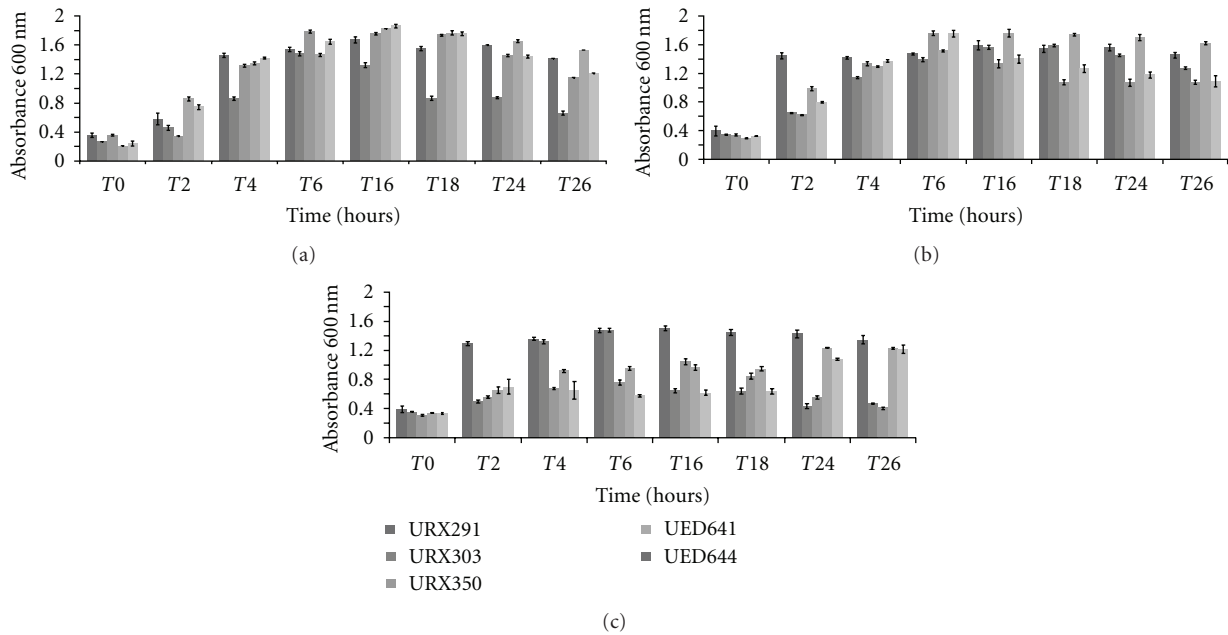 2
1.6
1.2
0.8
0.4
0
Absorbance 600 nm
T0 T2 T4 T6 T16 T18 T24 T26
Time (hours)
(a)
2
1.6
1.2
0.8
0.4
0
Absorbance 600 nm
T0 T2 T4 T6 T16 T18 T24 T26
Time (hours)
(b)
2
1.6
1.2
0.8
0.4
0
Absorbance 600 nm
T0 T2 T4 T6 T16 T18 T24 T26
Time (hours)
URX291
URX303
URX350
UED641
UED644
(c)